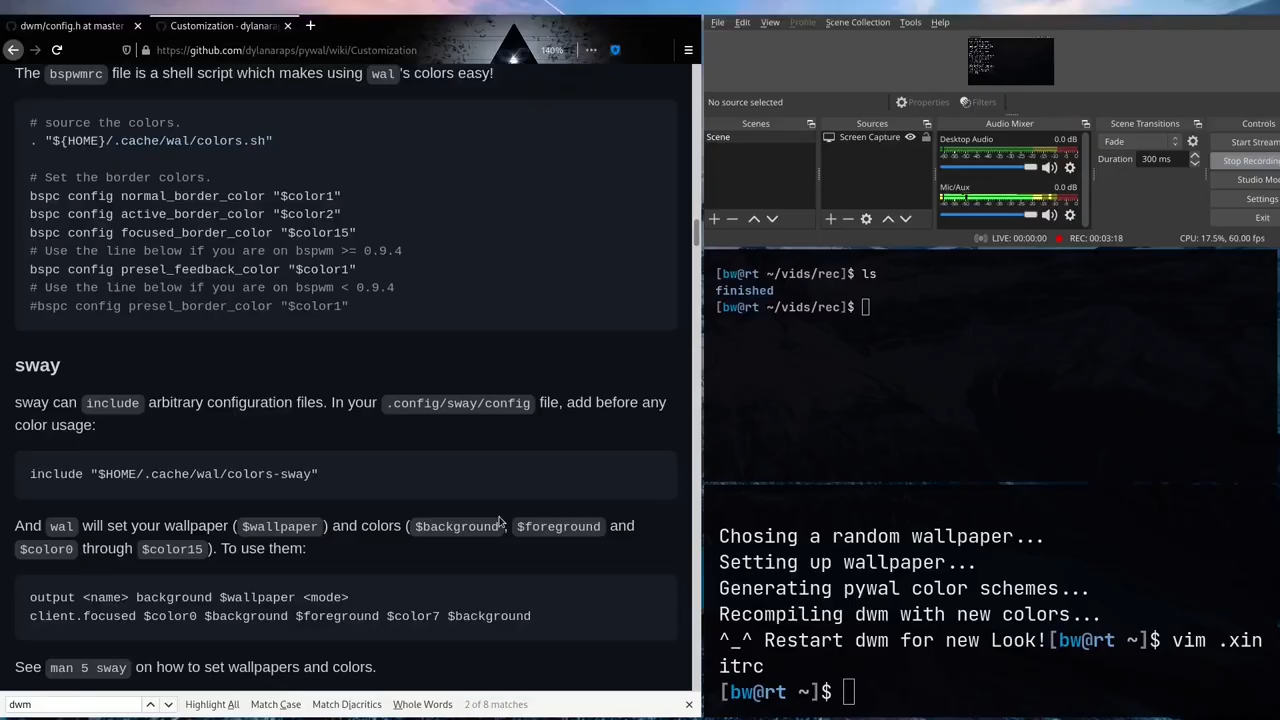 dwm/config.h at master
Customization - dylanara
https://github.com/dylanaraps/pywal/wiki/Customization
140%
The bspwmrc file is a shell script which makes using wal's colors easy!
# source the colors.
. "${HOME}/.cache/wal/colors.sh"
# Set the border colors.
bspc config normal_border_color "$color1"
bspc config active_border_color "$color2"
bspc config focused_border_color "$color15"
# Use the line below if you are on bspwm >= 0.9.4
bspc config presel_feedback_color "$color1"
# Use the line below if you are on bspwm < 0.9.4
#bspc config presel_border_color "$color1"
sway
sway can include arbitrary configuration files. In your .config/sway/config file, add before any
color usage:
include "$HOME/.cache/wal/colors-sway"
And wal will set your wallpaper ($wallpaper) and colors ($background, $foreground and
$color0 through $color15). To use them:
output <name> background $wallpaper <mode>
client.focused $color0 $background $foreground $color7 $background
See man 5 sway on how to set wallpapers and colors.
dwm
Highlight All
Match Case
Match Diacritics
Whole Words
2 of 8 matches
File Edit View Profile Scene Collection Tools Help
No source selected
Properties
Filters
Scenes
Scene
Sources
Screen Capture
Audio Mixer
Desktop Audio 0.0 dB
Mic/Aux 0.0 dB
Scene Transitions
Fade
Duration 300 ms
Controls
Start Stream
Stop Recording
Studio Mo
Settings
Exit
LIVE: 00:00:00
REC: 00:03:18
CPU: 17.5%, 60.00 fps
[bw@rt ~/vids/rec]$ ls
finished
[bw@rt ~/vids/rec]$
Chosing a random wallpaper...
Setting up wallpaper...
Generating pywal color schemes...
Recompiling dwm with new colors...
^_^ Restart dwm for new Look![bw@rt ~]$ vim .xin
itrc
[bw@rt ~]$